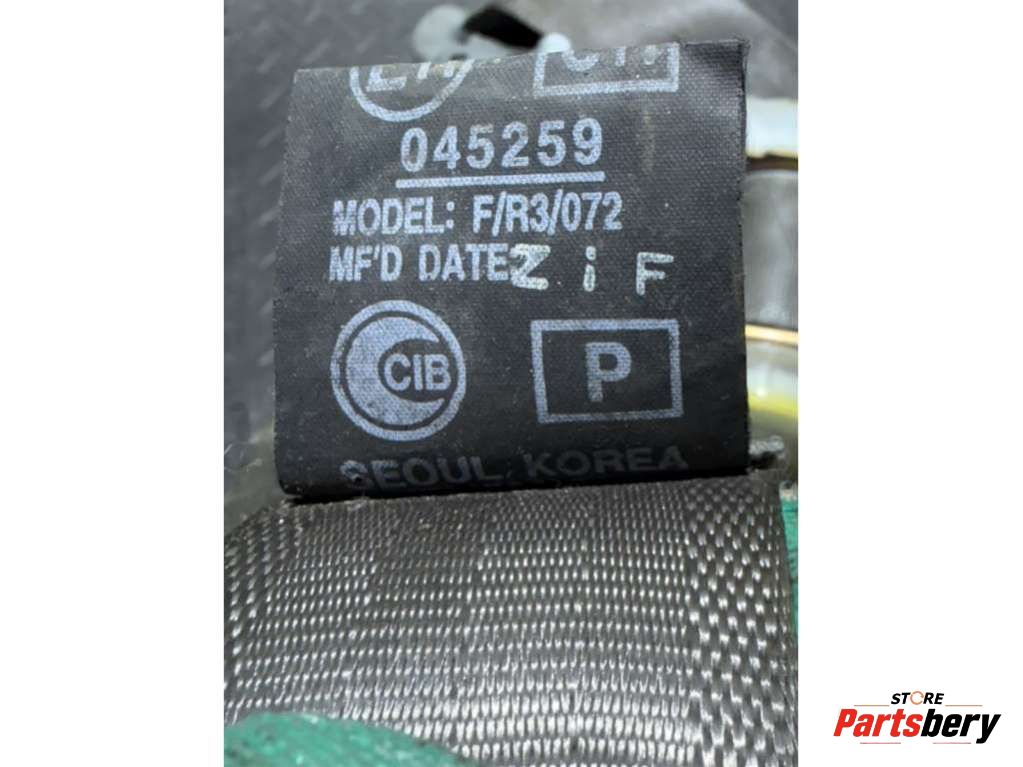 045259
MODEL: F/R3/072
MF'D DATE: Z i F
CIB
P
SEOUL, KOREA
STORE
Partsbery